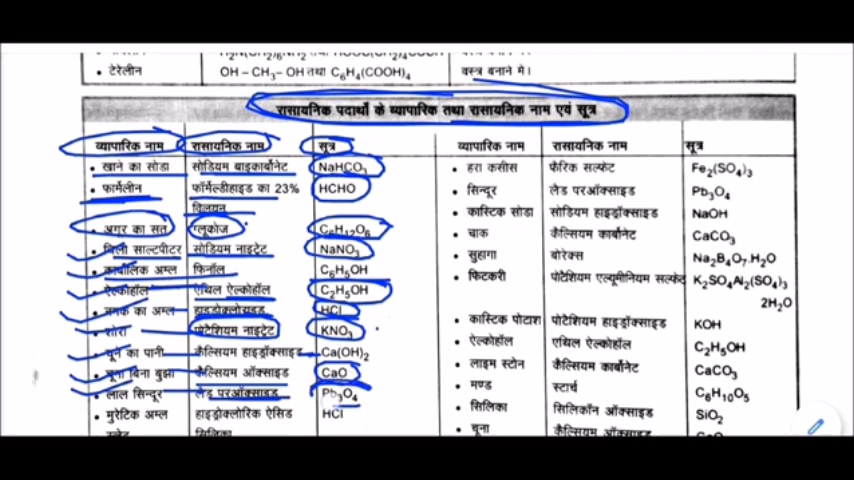 टेरेलीन OH – CH₃ – OH तथा C₆H₄(COOH)₄ वस्त्र बनाने में।
रासायनिक पदार्थों के व्यापारिक तथा रासायनिक नाम एवं सूत्र
व्यापारिक नाम रासायनिक नाम सूत्र
खाने का सोडा सोडियम बाइकार्बोनेट NaHCO₃
फार्मेलीन फॉर्मेल्डीहाइड का 23% HCHO
विलयन
अंगूर का सत ग्लूकोज C₆H₁₂O₆
चिली साल्टपीटर सोडियम नाइट्रेट NaNO₃
कार्बोलिक अम्ल फिनॉल C₆H₅OH
ऐल्कोहॉल एथिल ऐल्कोहॉल C₂H₅OH
नमक का अम्ल हाइड्रोक्लोराइड HCl
शोरा पोटेशियम नाइट्रेट KNO₃
चूने का पानी कैल्सियम हाइड्रॉक्साइड Ca(OH)₂
चूना बिना बुझा कैल्सियम ऑक्साइड CaO
लाल सिन्दूर लेड परऑक्साइड Pb₃O₄
मुरेटिक अम्ल हाइड्रोक्लोरिक ऐसिड HCl
सिलिका
व्यापारिक नाम रासायनिक नाम सूत्र
हरा कसीस फैरिक सल्फेट Fe₂(SO₄)₃
सिन्दूर लेड परऑक्साइड Pb₃O₄
कास्टिक सोडा सोडियम हाइड्रॉक्साइड NaOH
चाक कैल्सियम कार्बोनेट CaCO₃
सुहागा बोरेक्स Na₂B₄O₇.H₂O
फिटकरी पोटेशियम एल्यूमीनियम सल्फेट K₂SO₄Al₂(SO₄)₃
2H₂O
कास्टिक पोटाश पोटेशियम हाइड्राक्साइड KOH
ऐल्कोहॉल एथिल ऐल्कोहॉल C₂H₅OH
लाइम स्टोन कैल्सियम कार्बोनेट CaCO₃
मण्ड स्टार्च C₆H₁₀O₅
सिलिका सिलिकॉन ऑक्साइड SiO₂
चूना कैल्सियम ऑक्साइड